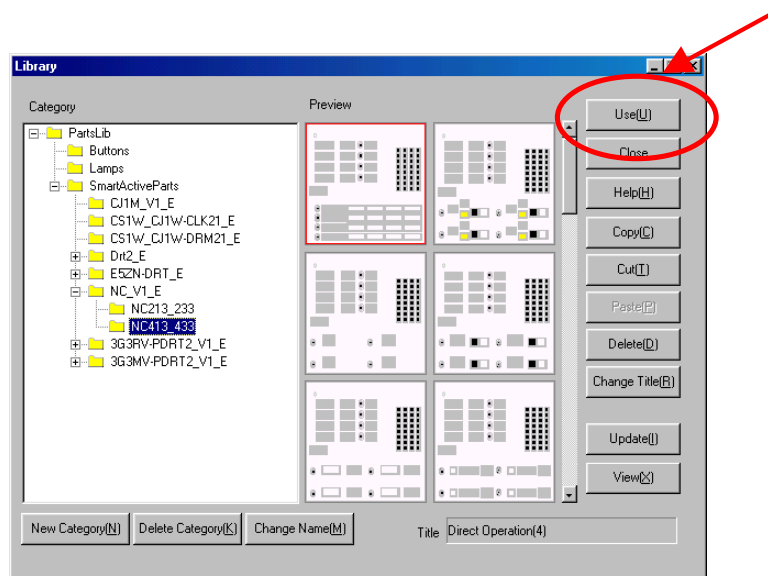 Library
Category
Preview
PartsLib
Buttons
Lamps
SmartActiveParts
CJ1M_V1_E
CS1W_CJ1W-CLK21_E
CS1W_CJ1W-DRM21_E
Drt2_E
E5ZN-DRT_E
NC_V1_E
NC213_233
NC413_433
3G3RV-PDRT2_V1_E
3G3MV-PDRT2_V1_E
Use(U)
Close
Help(H)
Copy(C)
Cut(T)
Paste(P)
Delete(D)
Change Title(R)
Update(I)
View(X)
New Category(N) Delete Category(K) Change Name(M) Title Direct Operation(4)